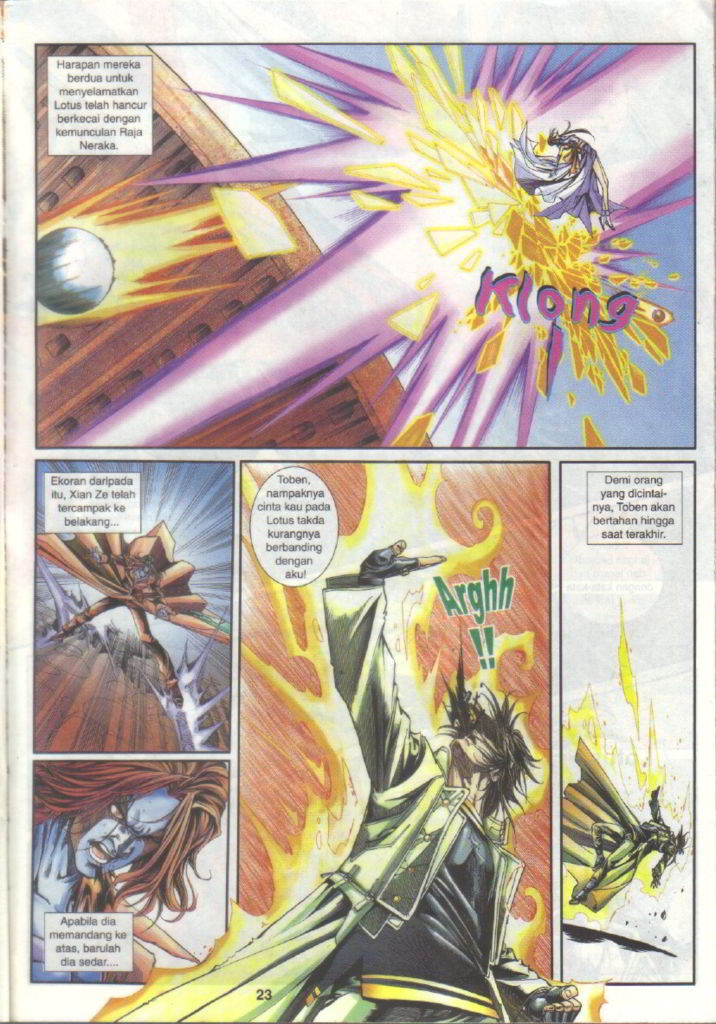 Harapan mereka
berdua untuk
menyelamatkan
Lotus telah hancur
berkecai dengan
kemunculan Raja
Neraka.
Klong
!
Ekoran daripada
itu, Xian Ze telah
tercampak ke
belakang...
Apabila dia
memandang ke
atas, barulah
dia sedar....
Toben,
nampaknya
cinta kau pada
Lotus takda
kurangnya
berbanding
dengan
aku!
Arghh
!!
Demi orang
yang dicintai-
nya, Toben akan
bertahan hingga
saat terakhir.
23